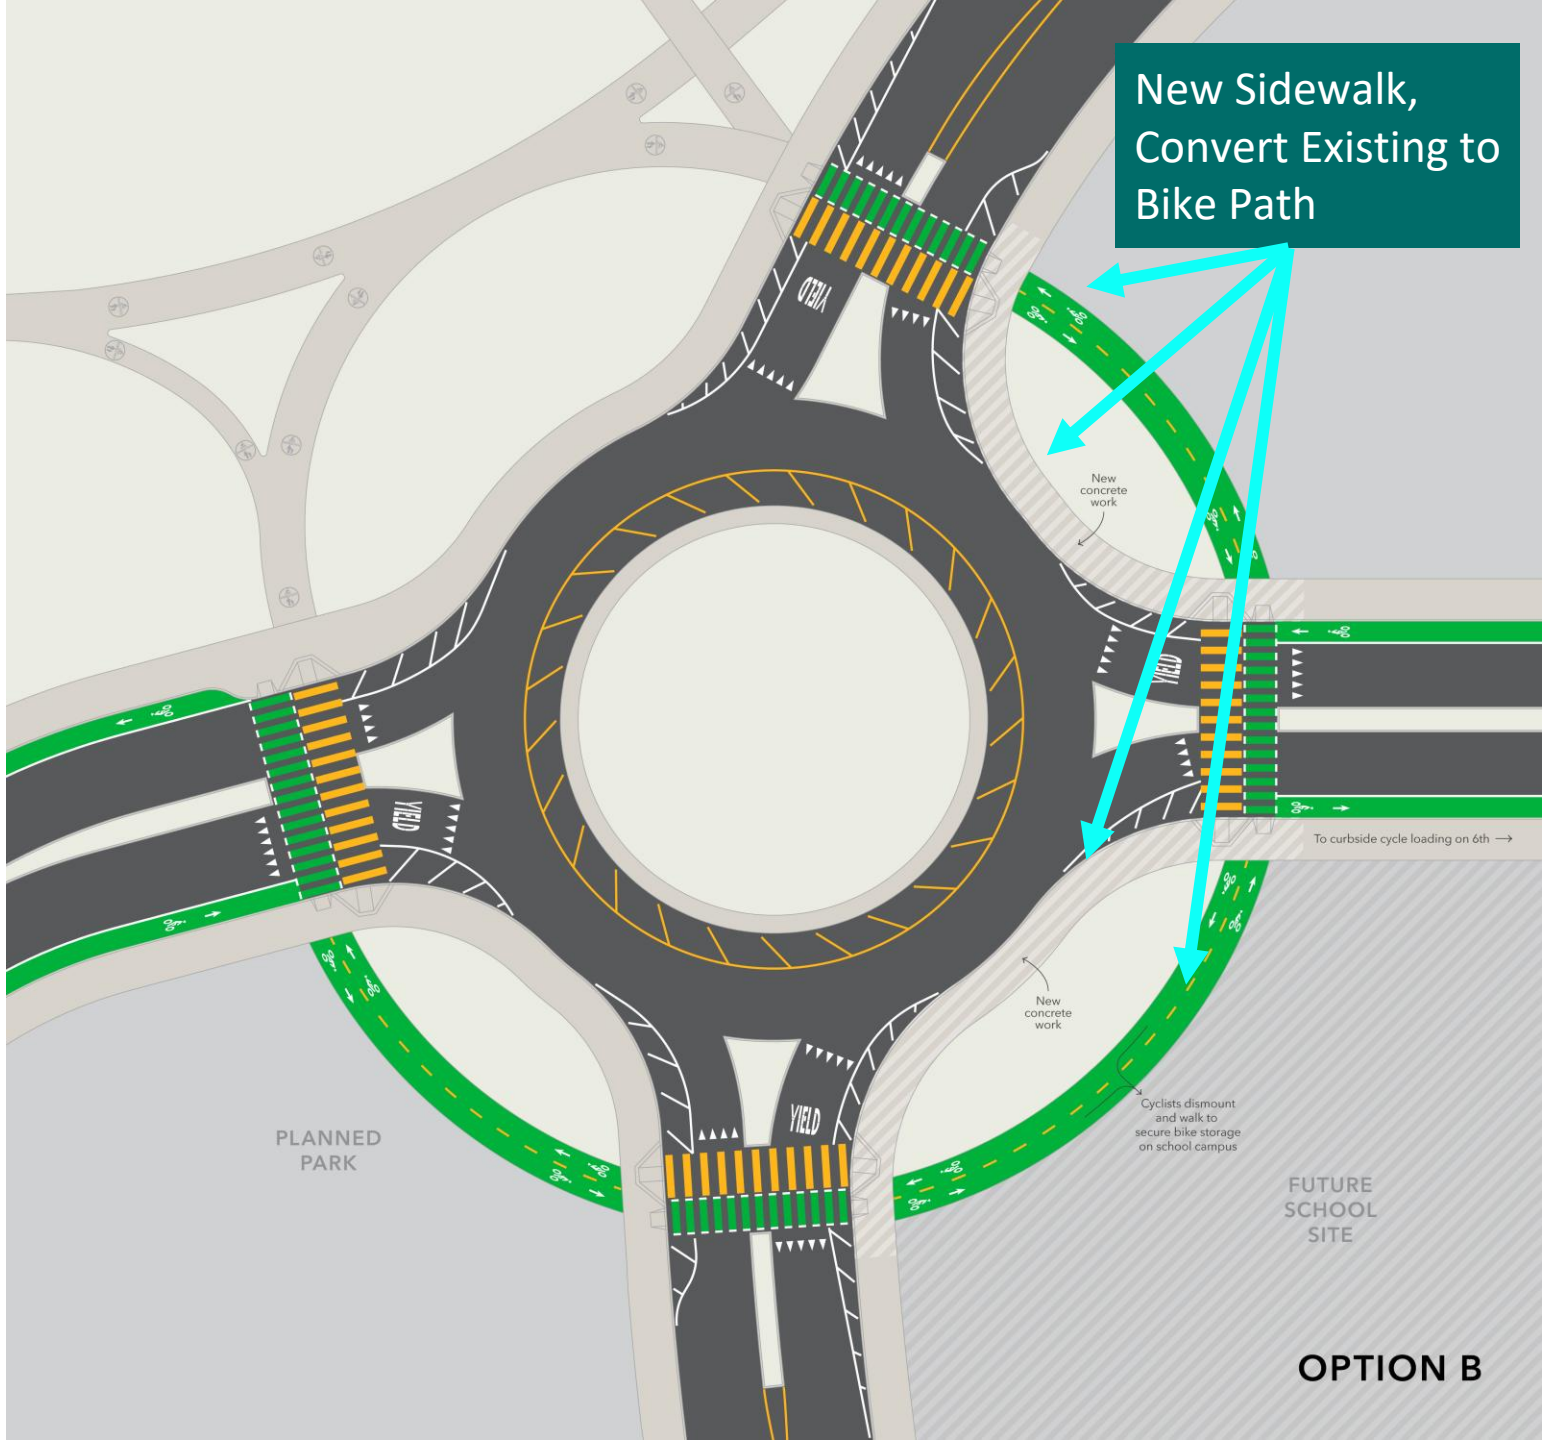 New Sidewalk,
Convert Existing to
Bike Path
YIELD
New
concrete
work
YIELD
To curbside cycle loading on 6th →
YIELD
New
concrete
work
YIELD
Cyclists dismount
and walk to
secure bike storage
on school campus
PLANNED
PARK
FUTURE
SCHOOL
SITE
OPTION B